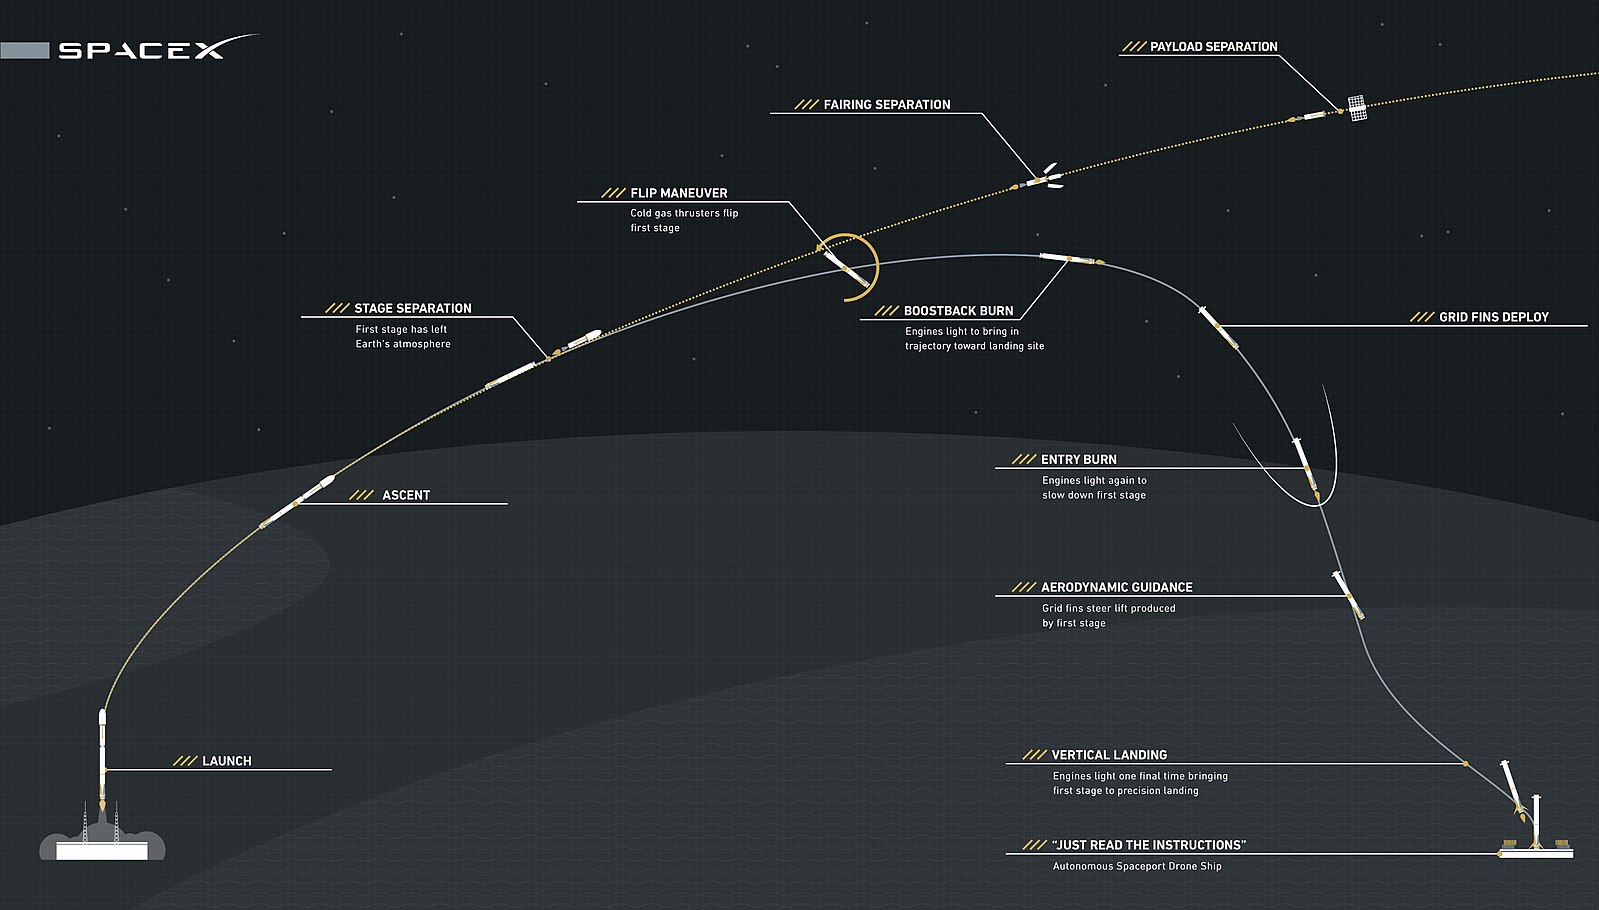 SPACEX
/// PAYLOAD SEPARATION
/// FAIRING SEPARATION
/// FLIP MANEUVER
Cold gas thrusters flip
first stage
/// STAGE SEPARATION
First stage has left
Earth's atmosphere
/// BOOSTBACK BURN
Engines light to bring in
trajectory toward landing site
/// GRID FINS DEPLOY
/// ENTRY BURN
Engines light again to
slow down first stage
/// ASCENT
/// AERODYNAMIC GUIDANCE
Grid fins steer lift produced
by first stage
/// LAUNCH
/// VERTICAL LANDING
Engines light one final time bringing
first stage to precision landing
/// “JUST READ THE INSTRUCTIONS”
Autonomous Spaceport Drone Ship